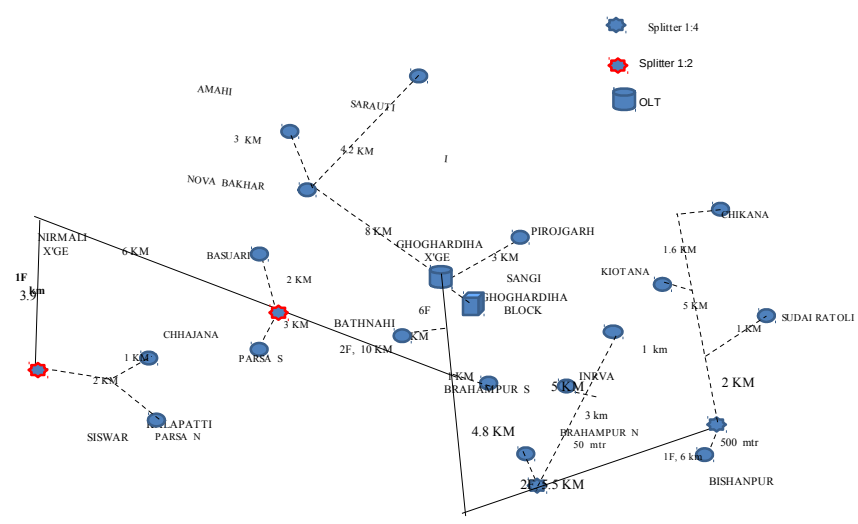 Splitter 1:4
Splitter 1:2
OLT
AMAHI
SARAUTI
3 KM
4.2 KM
I
NOVA BAKHAR
CHIKANA
8 KM
PIROJGARH
NIRMALI
X'GE
6 KM
GHOGHARDIHA
X'GE
3 KM
1.6 KM
BASUARI
SANGI
KIOTANA
1F
km
3.9
2 KM
GHOGHARDIHA
BLOCK
6F
5 KM
SUDAI RATOLI
3 KM
BATHNAHI
KM
1 KM
CHHAJANA
2F, 10 KM
1 km
1 KM
PARSA S
2 KM
1 KM
INRVA
BRAHAMPUR S
5 KM
2 KM
3 km
PARSA N
SISWAR
4.8 KM
BRAHAMPUR N
50 mtr
500 mtr
1F, 6 km
2F, 5.5 KM
BISHANPUR